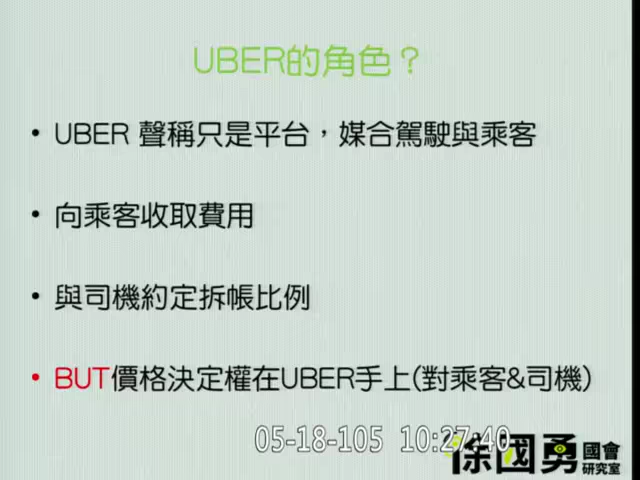 UBER的角色？
• UBER 聲稱只是平台，媒合駕駛與乘客
• 向乘客收取費用
• 與司機約定拆帳比例
• BUT價格決定權在UBER手上(對乘客&司機)
05-18-105 10:27:40
徐國勇國會
研究室